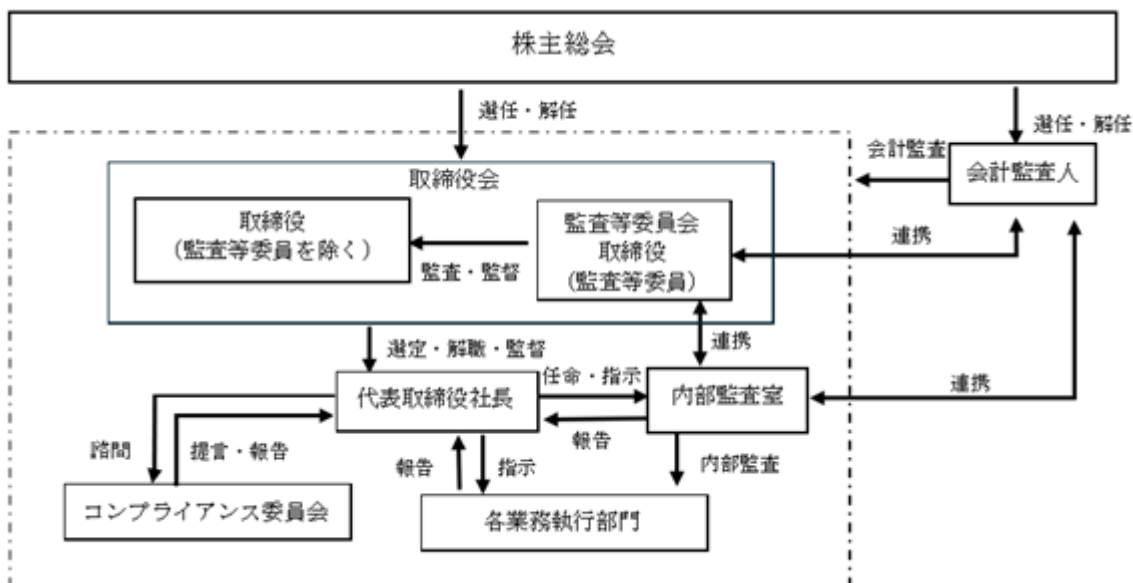 株主総会
選任・解任
選任・解任
会計監査
会計監査人
取締役会
取締役
(監査等委員を除く)
監査・監督
監査等委員会
取締役
(監査等委員)
連携
連携
選定・解職・監督
代表取締役社長
任命・指示
内部監査室
連携
報告
諮問
提言・報告
報告
指示
内部監査
コンプライアンス委員会
各業務執行部門